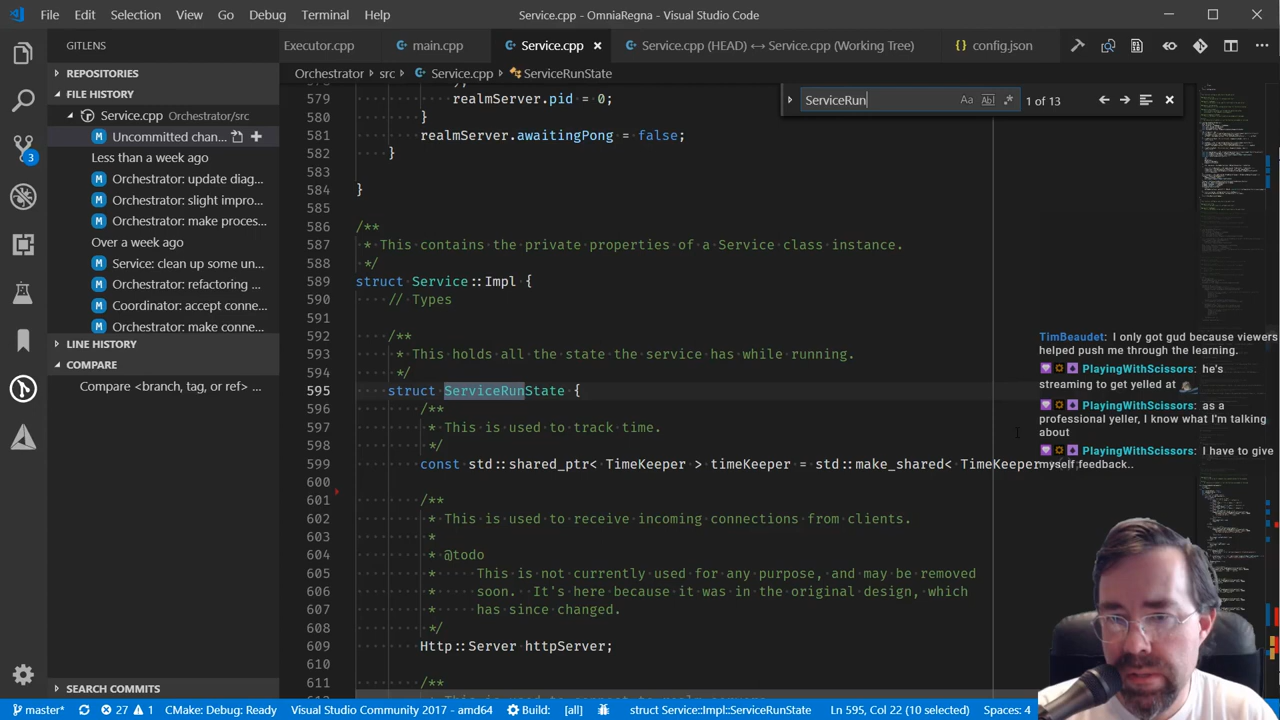 File Edit Selection View Go Debug Terminal Help
Service.cpp - OmniaRegna - Visual Studio Code
GITLENS
REPOSITORIES
FILE HISTORY
Service.cpp Orchestrator/src
Uncommitted chan...
Less than a week ago
Orchestrator: update diag...
Orchestrator: slight impro...
Orchestrator: make proce...
Over a week ago
Service: clean up some un...
Orchestrator: refactoring ...
Coordinator: accept conne...
Orchestrator: make conne...
LINE HISTORY
COMPARE
Compare <branch, tag, or ref> ...
SEARCH COMMITS
3
Executor.cpp main.cpp Service.cpp Service.cpp (HEAD) ↔ Service.cpp (Working Tree) config.json
Orchestrator > src > Service.cpp > ServiceRunState
ServiceRun Aa Abl .* 1 of 13
579 realmServer.pid = 0;
580 }
581 realmServer.awaitingPong = false;
582 }
583
584 }
585
586 /**
587 * This contains the private properties of a Service class instance.
588 */
589 struct Service::Impl {
590 // Types
591
592 /**
593 * This holds all the state the service has while running.
594 */
595 struct ServiceRunState {
596 /**
597 * This is used to track time.
598 */
599 const std::shared_ptr< TimeKeeper > timeKeeper = std::make_shared< TimeKeeper
600
601 /**
602 * This is used to receive incoming connections from clients.
603 *
604 * @todo
605 * This is not currently used for any purpose, and may be removed
606 * soon. It's here because it was in the original design, which
607 * has since changed.
608 */
609 Http::Server httpServer;
610
611 /**
TimBeaudet: I only got gud because viewers
helped push me through the learning.
PlayingWithScissors: he's
streaming to get yelled at
PlayingWithScissors: as a
professional yeller, I know what I'm talking
about
PlayingWithScissors: I have to give
myself feedback..
master* 27 1 CMake: Debug: Ready Visual Studio Community 2017 - amd64 Build: [all] struct Service::Impl::ServiceRunState Ln 595, Col 22 (10 selected) Spaces: 4